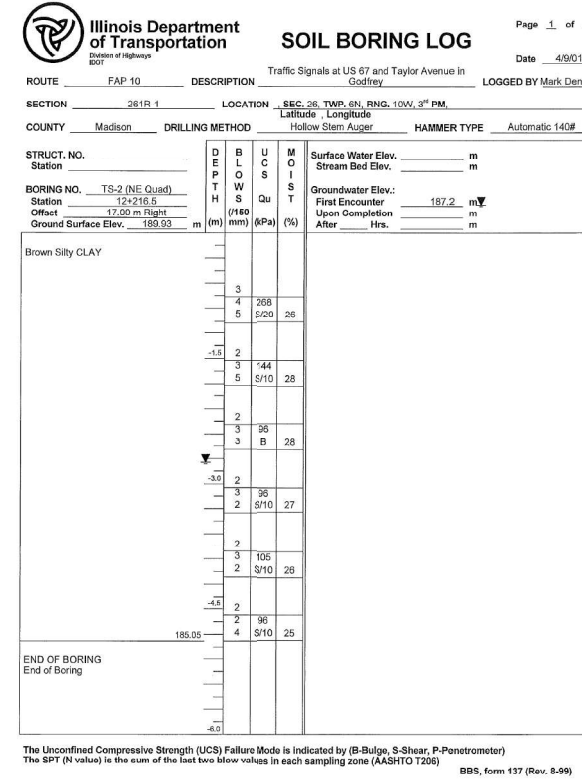 Illinois Department
of Transportation
Division of Highways
IDOT
SOIL BORING LOG
Page 1 of
Date 4/9/01
ROUTE FAP 10 DESCRIPTION Traffic Signals at US 67 and Taylor Avenue in Godfrey LOGGED BY Mark Den
SECTION 261R 1 LOCATION , SEC. 26, TWP. 6N, RNG. 10W, 3rd PM,
Latitude , Longitude
COUNTY Madison DRILLING METHOD Hollow Stem Auger HAMMER TYPE Automatic 140#
STRUCT. NO.
Station
BORING NO. TS-2 (NE Quad)
Station 12+216.5
Offset 17.00 m Right
Ground Surface Elev. 189.93 m
DEPTH (m)
BLOWS (/150 mm)
UCS Qu (kPa)
MOIST (%)
Surface Water Elev. m
Stream Bed Elev. m
Groundwater Elev.:
First Encounter 187.2 m▼
Upon Completion m
After Hrs. m
Brown Silty CLAY
3
4 268
5 S/20 26
-1.5 2
3 144
5 S/10 28
2
3 96
3 B 28
▼
-3.0 2
3 96
2 S/10 27
2
3 105
2 S/10 26
-4.5 2
2 96
185.05 4 S/10 25
END OF BORING
End of Boring
-6.0
The Unconfined Compressive Strength (UCS) Failure Mode is indicated by (B-Bulge, S-Shear, P-Penetrometer)
The SPT (N value) is the sum of the last two blow values in each sampling zone (AASHTO T206)
BBS, form 137 (Rev. 8-99)